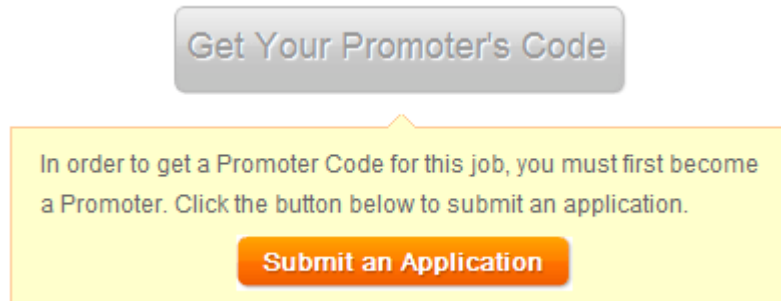 Get Your Promoter's Code
In order to get a Promoter Code for this job, you must first become
a Promoter. Click the button below to submit an application.
Submit an Application